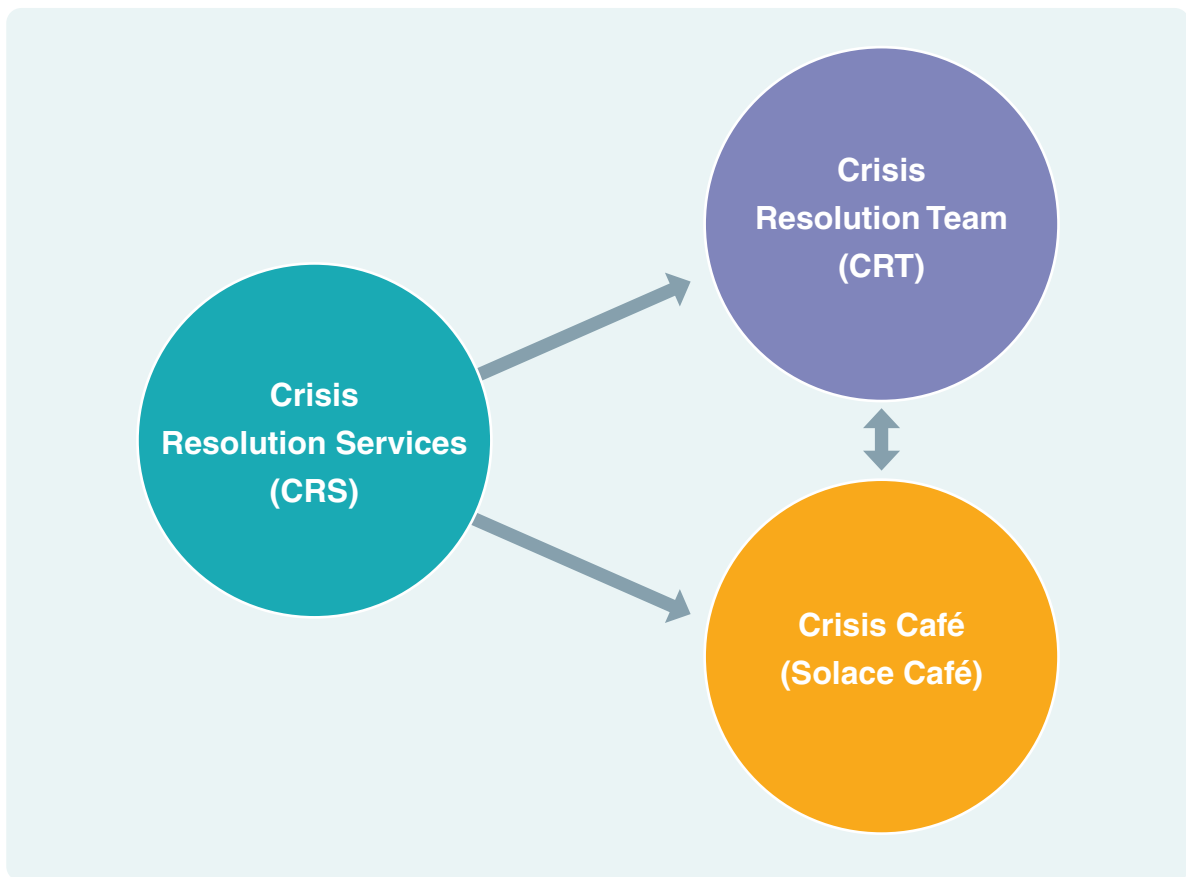 Crisis
Resolution Team
(CRT)
Crisis
Resolution Services
(CRS)
Crisis Café
(Solace Café)